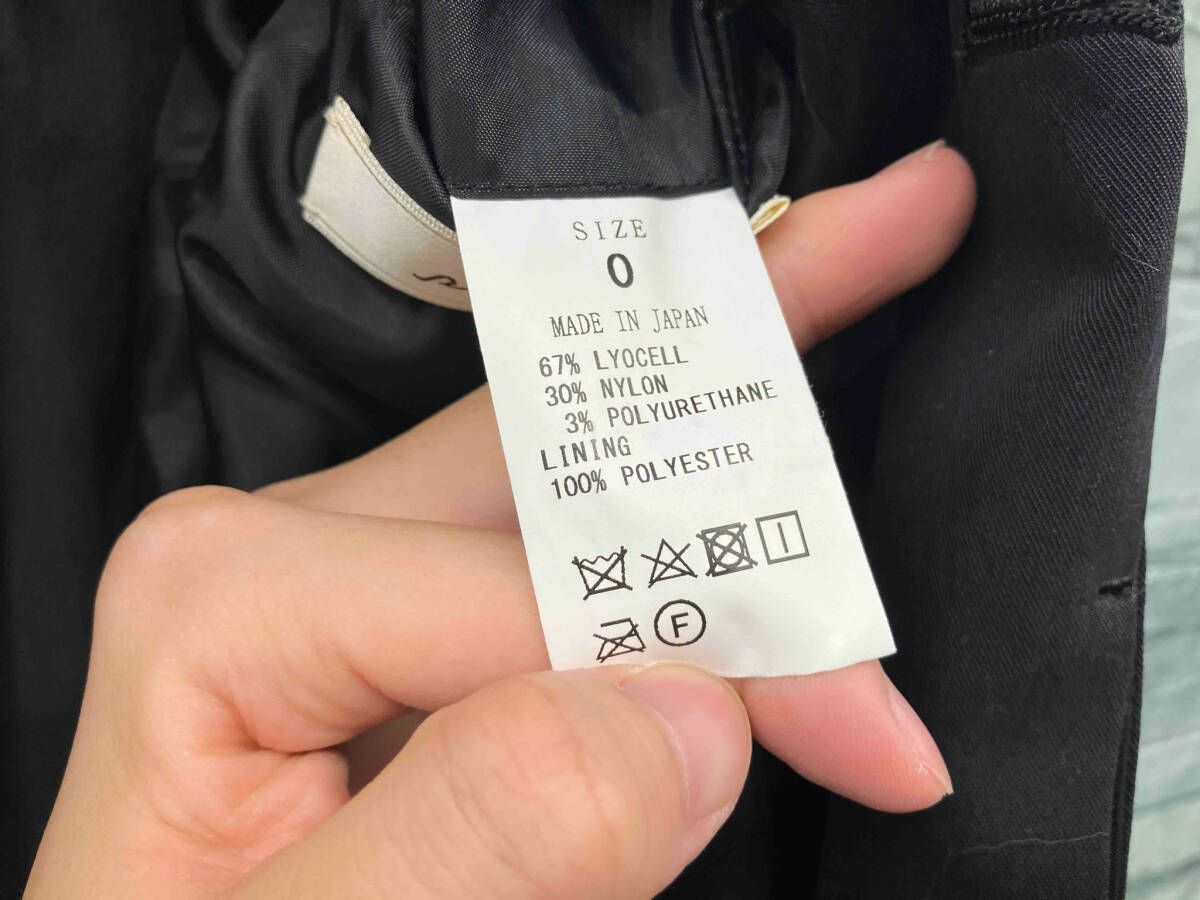 SIZE
0
MADE IN JAPAN
67% LYOCELL
30% NYLON
3% POLYURETHANE
LINING
100% POLYESTER
F